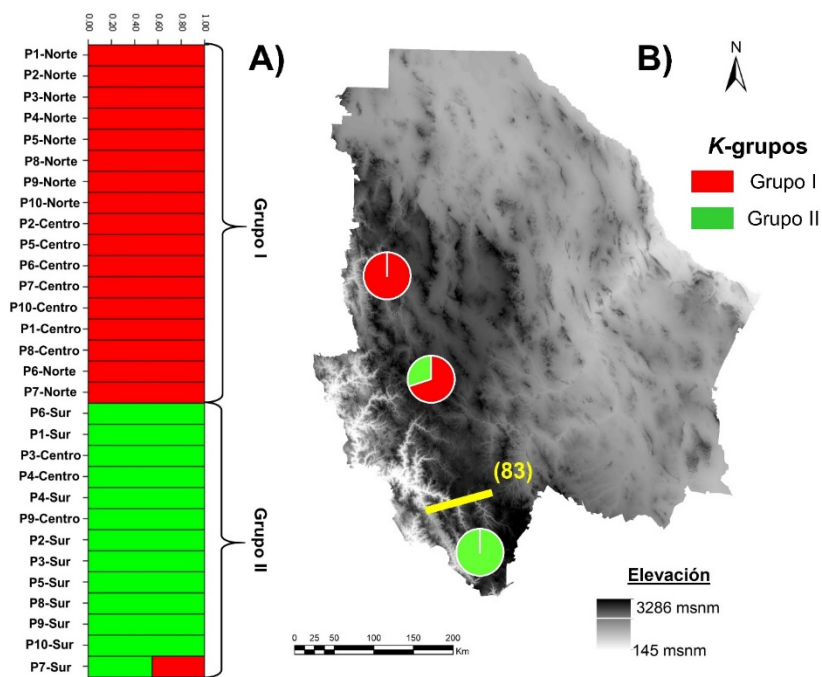 0.00 0.20 0.40 0.60 0.80 1.00
P1-Norte
P2-Norte
P3-Norte
P4-Norte
P5-Norte
P8-Norte
P9-Norte
P10-Norte
P2-Centro
P5-Centro
P6-Centro
P7-Centro
P10-Centro
P1-Centro
P8-Centro
P6-Norte
P7-Norte
P6-Sur
P1-Sur
P3-Centro
P4-Centro
P4-Sur
P9-Centro
P2-Sur
P3-Sur
P5-Sur
P8-Sur
P9-Sur
P10-Sur
P7-Sur
Grupo I
Grupo II
A)
B)
N
K-grupos
Grupo I
Grupo II
(83)
Elevación
3286 msnm
145 msnm
0 25 50 100 150 200
Km